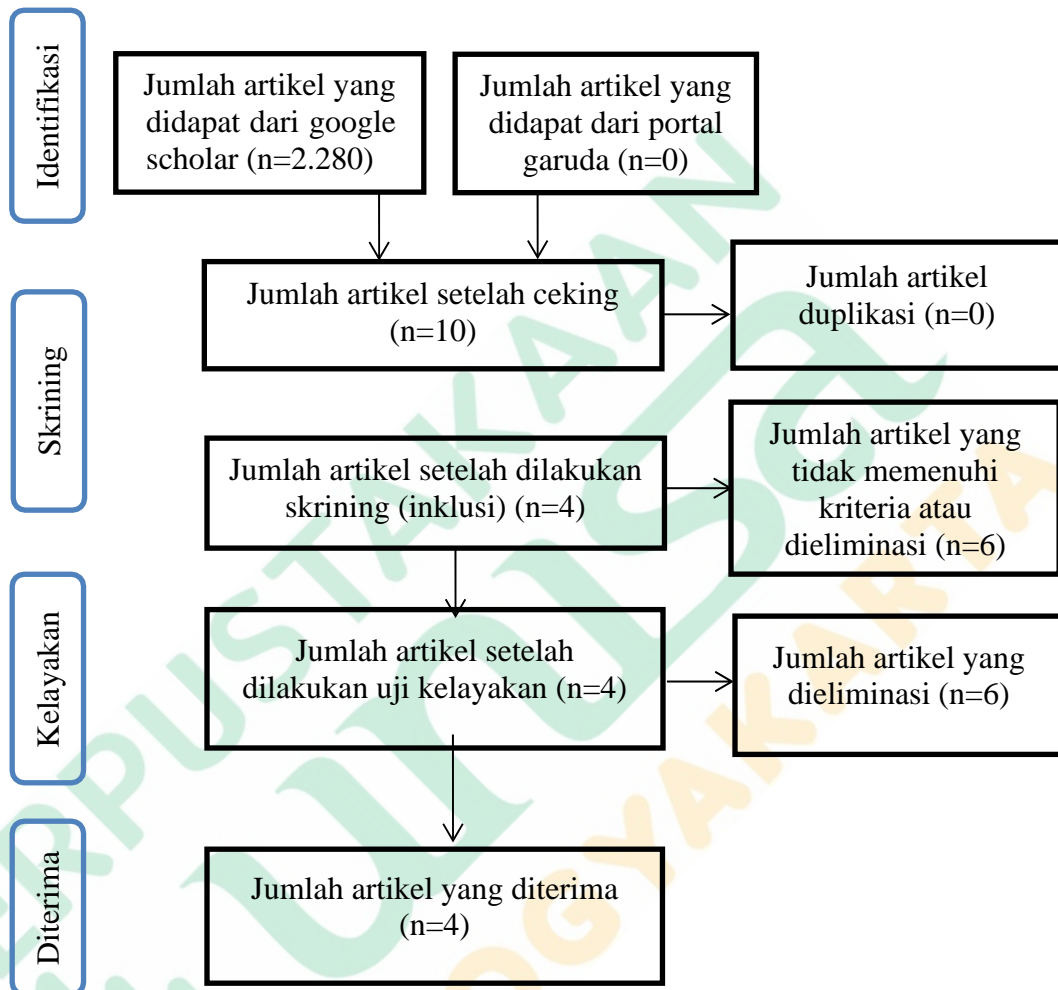 Identifikasi
Jumlah artikel yang
didapat dari google
scholar (n=2.280)
Jumlah artikel yang
didapat dari portal
garuda (n=0)
Skrining
Jumlah artikel setelah ceking
(n=10)
Jumlah artikel
duplikasi (n=0)
Jumlah artikel setelah dilakukan
skrining (inklusi) (n=4)
Jumlah artikel yang
tidak memenuhi
kriteria atau
dieliminasi (n=6)
Kelayakan
Jumlah artikel setelah
dilakukan uji kelayakan (n=4)
Jumlah artikel yang
dieliminasi (n=6)
Diterima
Jumlah artikel yang diterima
(n=4)
ERPUSTAKAAN
unisa
OGYAKARTA